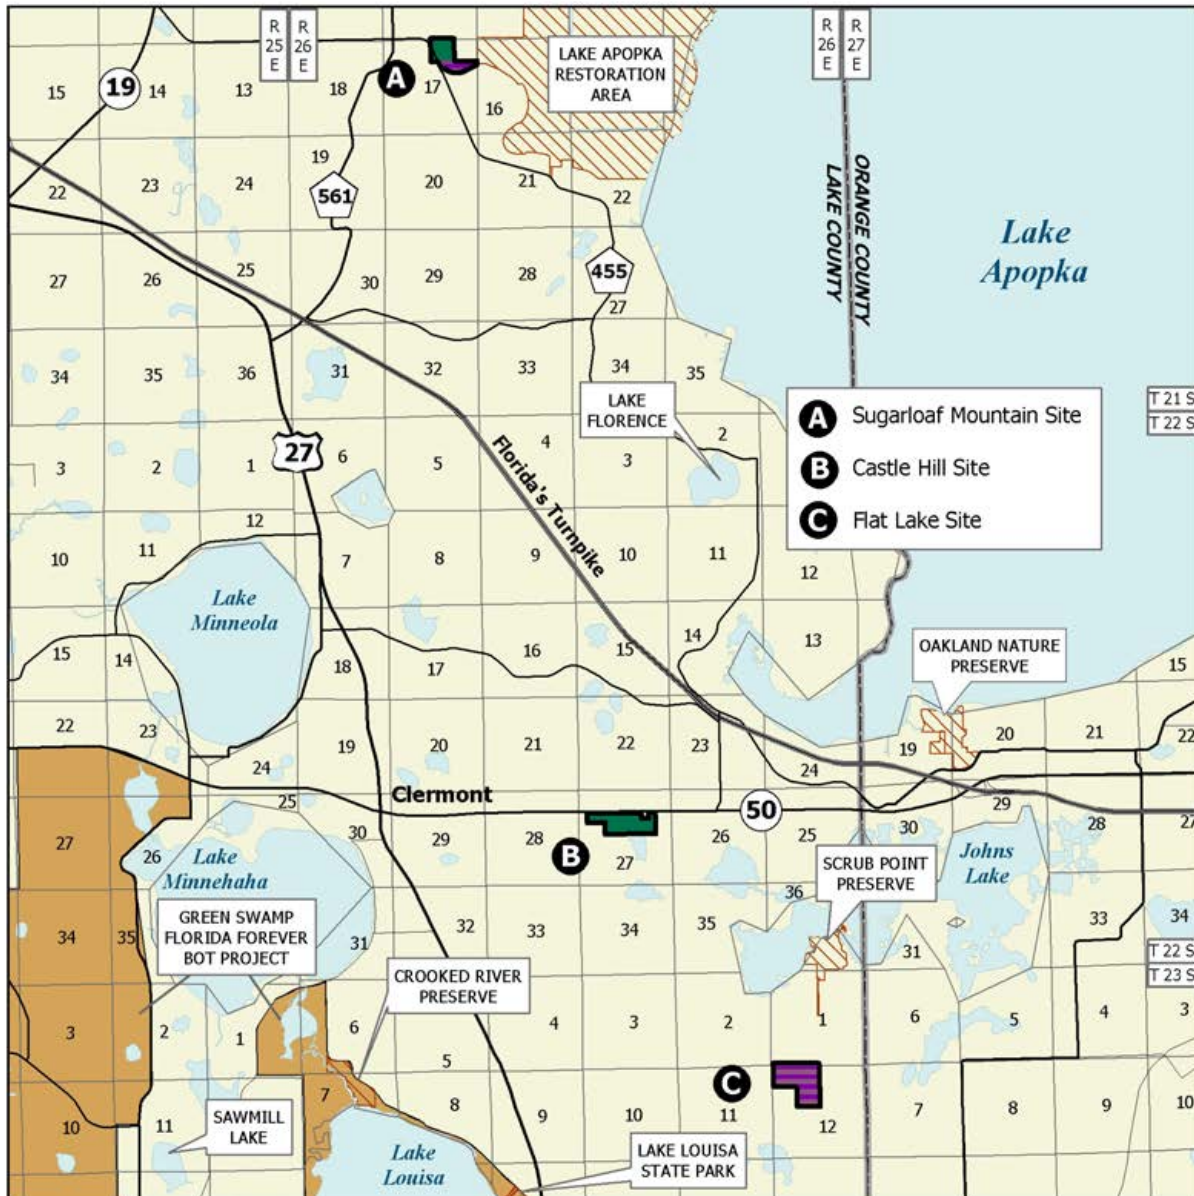 R
25
E
R
26
E
R
26
E
R
27
E
LAKE APOPKA
RESTORATION
AREA
A
19
15
14
13
18
17
16
19
22
23
24
20
21
22
561
ORANGE COUNTY
LAKE COUNTY
Lake
Apopka
455
27
26
25
30
29
28
27
34
35
36
31
32
33
34
35
LAKE
FLORENCE
A Sugarloaf Mountain Site
B Castle Hill Site
C Flat Lake Site
T 21 S
T 22 S
27
3
2
1
6
5
4
3
2
Florida's Turnpike
12
10
11
7
8
9
10
11
12
Lake
Minneola
15
14
18
17
16
15
14
13
OAKLAND NATURE
PRESERVE
15
22
23
24
19
20
21
22
23
24
19
20
21
22
Clermont
50
25
30
29
28
B
27
26
25
30
29
28
27
27
26
Lake
Minnehaha
SCRUB POINT
PRESERVE
Johns
Lake
36
GREEN SWAMP
FLORIDA FOREVER
BOT PROJECT
34
35
31
32
33
34
35
31
33
34
CROOKED RIVER
PRESERVE
T 22 S
T 23 S
3
2
1
6
5
4
3
2
1
6
5
4
3
C
7
8
9
10
11
12
7
8
9
10
10
11
SAWMILL
LAKE
Lake
Louisa
LAKE LOUISA
STATE PARK